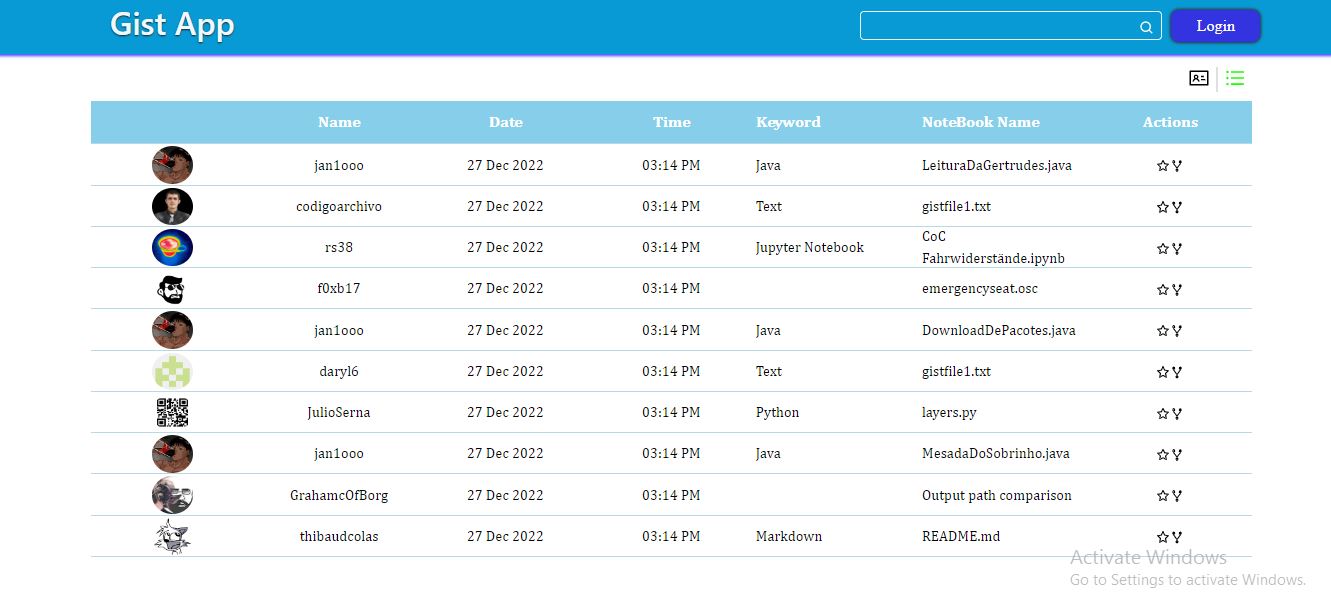 Gist App
Login
Name Date Time Keyword NoteBook Name Actions
jan1ooo 27 Dec 2022 03:14 PM Java LeituraDaGertrudes.java
codigoarchivo 27 Dec 2022 03:14 PM Text gistfile1.txt
rs38 27 Dec 2022 03:14 PM Jupyter Notebook CoC
Fahrwiderstände.ipynb
f0xb17 27 Dec 2022 03:14 PM emergencyseat.osc
jan1ooo 27 Dec 2022 03:14 PM Java DownloadDePacotes.java
daryl6 27 Dec 2022 03:14 PM Text gistfile1.txt
JulioSerna 27 Dec 2022 03:14 PM Python layers.py
jan1ooo 27 Dec 2022 03:14 PM Java MesadaDoSobrinho.java
GrahamcOfBorg 27 Dec 2022 03:14 PM Output path comparison
thibaudcolas 27 Dec 2022 03:14 PM Markdown README.md
Activate Windows
Go to Settings to activate Windows.